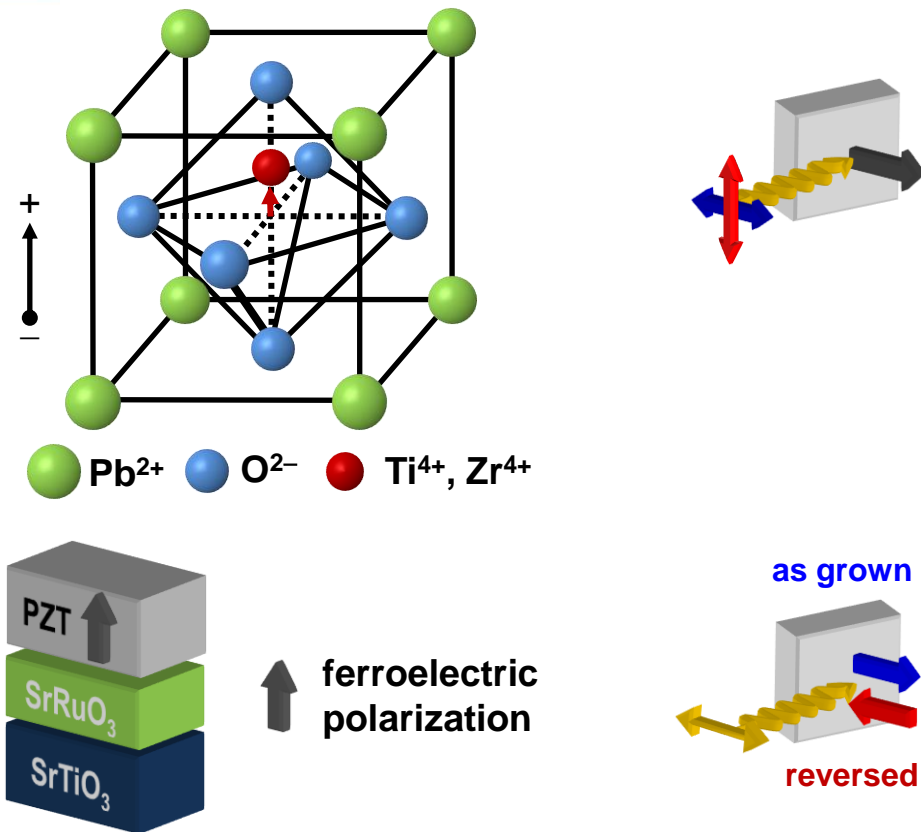 +
–
Pb²⁺
O²⁻
Ti⁴⁺, Zr⁴⁺
PZT
SrRuO₃
SrTiO₃
ferroelectric
polarization
as grown
reversed